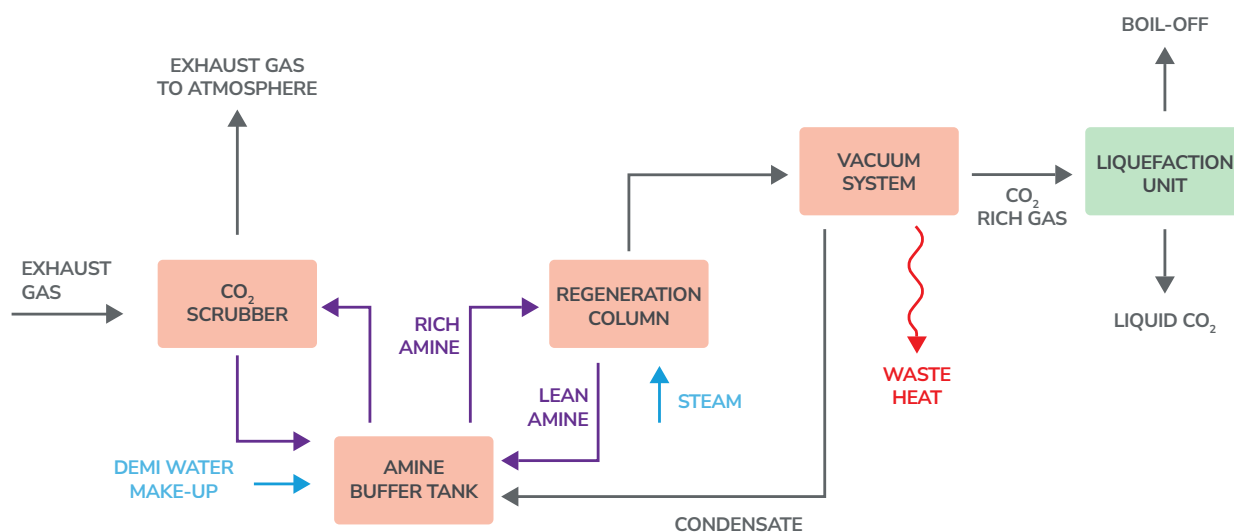 BOIL-OFF
EXHAUST GAS
TO ATMOSPHERE
VACUUM
SYSTEM
LIQUEFACTION
UNIT
CO₂
RICH GAS
EXHAUST
GAS
CO₂
SCRUBBER
REGENERATION
COLUMN
RICH
AMINE
LIQUID CO₂
WASTE
HEAT
LEAN
AMINE
STEAM
DEMI WATER
MAKE-UP
AMINE
BUFFER TANK
CONDENSATE